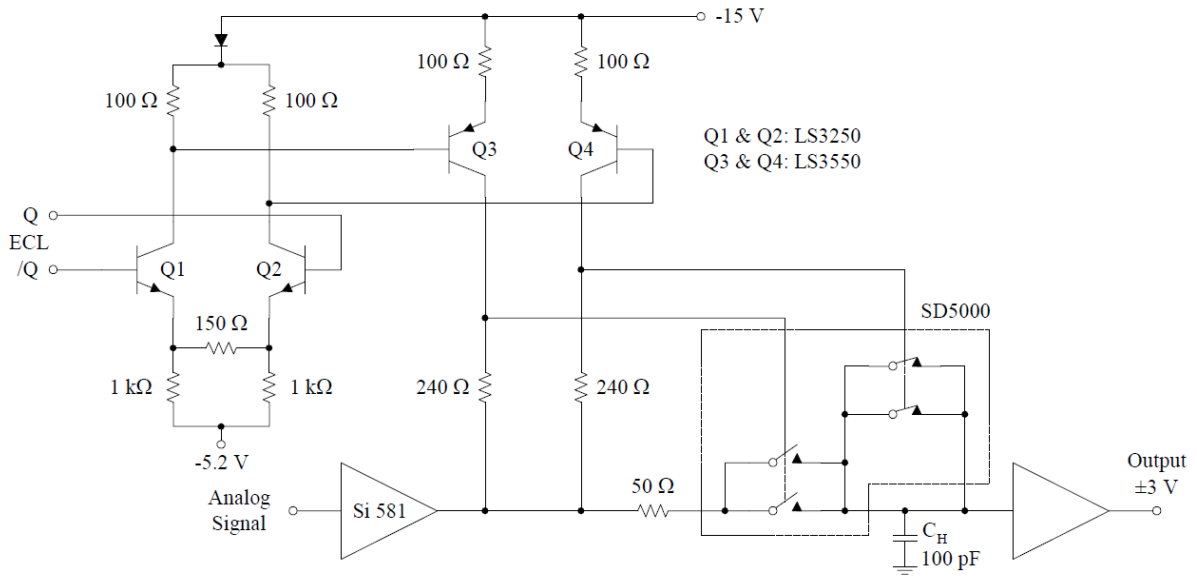 -15 V
100 Ω
100 Ω
100 Ω
100 Ω
Q3
Q4
Q1 & Q2: LS3250
Q3 & Q4: LS3550
Q
ECL
/Q
Q1
Q2
150 Ω
SD5000
1 kΩ
1 kΩ
240 Ω
240 Ω
-5.2 V
Analog
Signal
Si 581
50 Ω
Output
±3 V
CH
100 pF